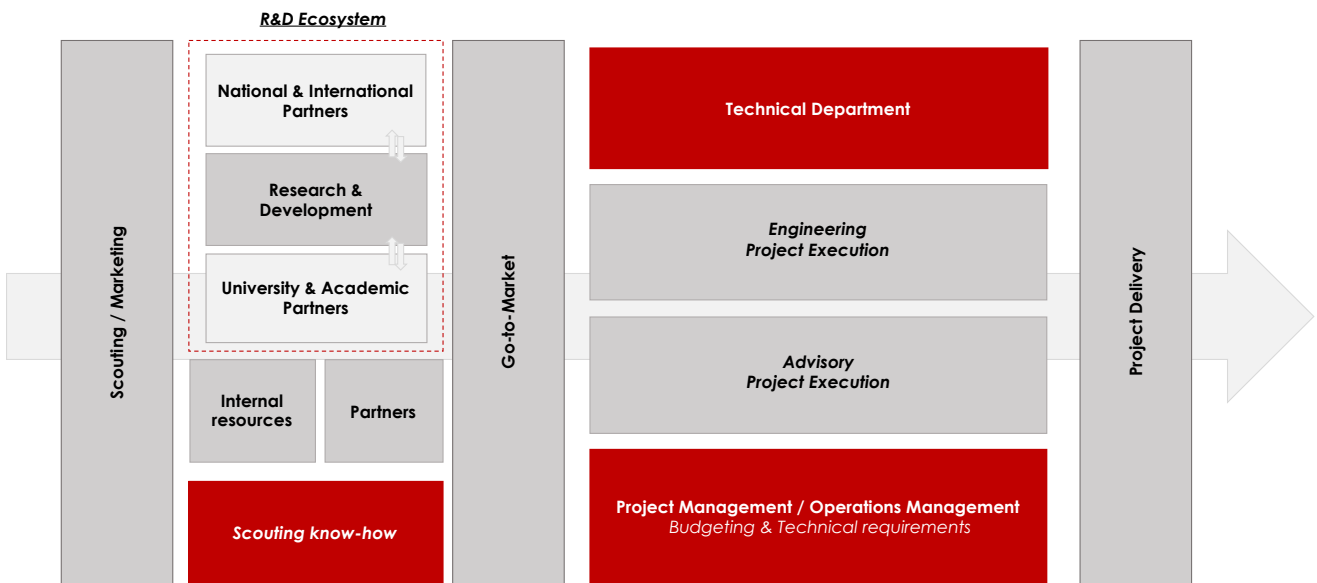 R&D Ecosystem
Scouting / Marketing
National & International
Partners
Research &
Development
University & Academic
Partners
Internal
resources
Partners
Scouting know-how
Go-to-Market
Technical Department
Engineering
Project Execution
Advisory
Project Execution
Project Management / Operations Management
Budgeting & Technical requirements
Project Delivery